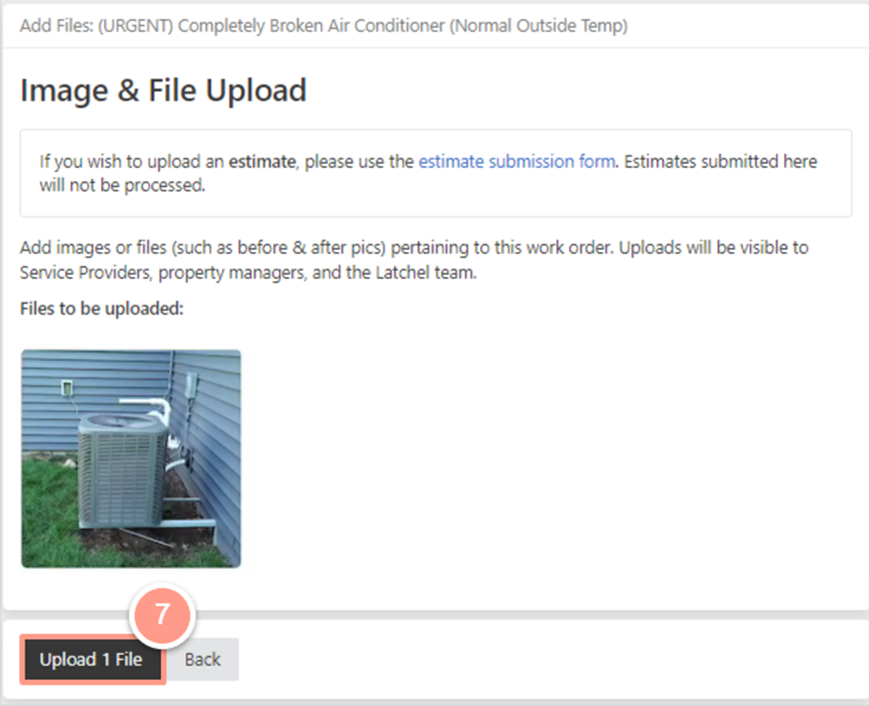 Add Files: (URGENT) Completely Broken Air Conditioner (Normal Outside Temp)
Image & File Upload
If you wish to upload an estimate, please use the estimate submission form. Estimates submitted here
will not be processed.
Add images or files (such as before & after pics) pertaining to this work order. Uploads will be visible to
Service Providers, property managers, and the Latchel team.
Files to be uploaded:
7
Upload 1 File
Back